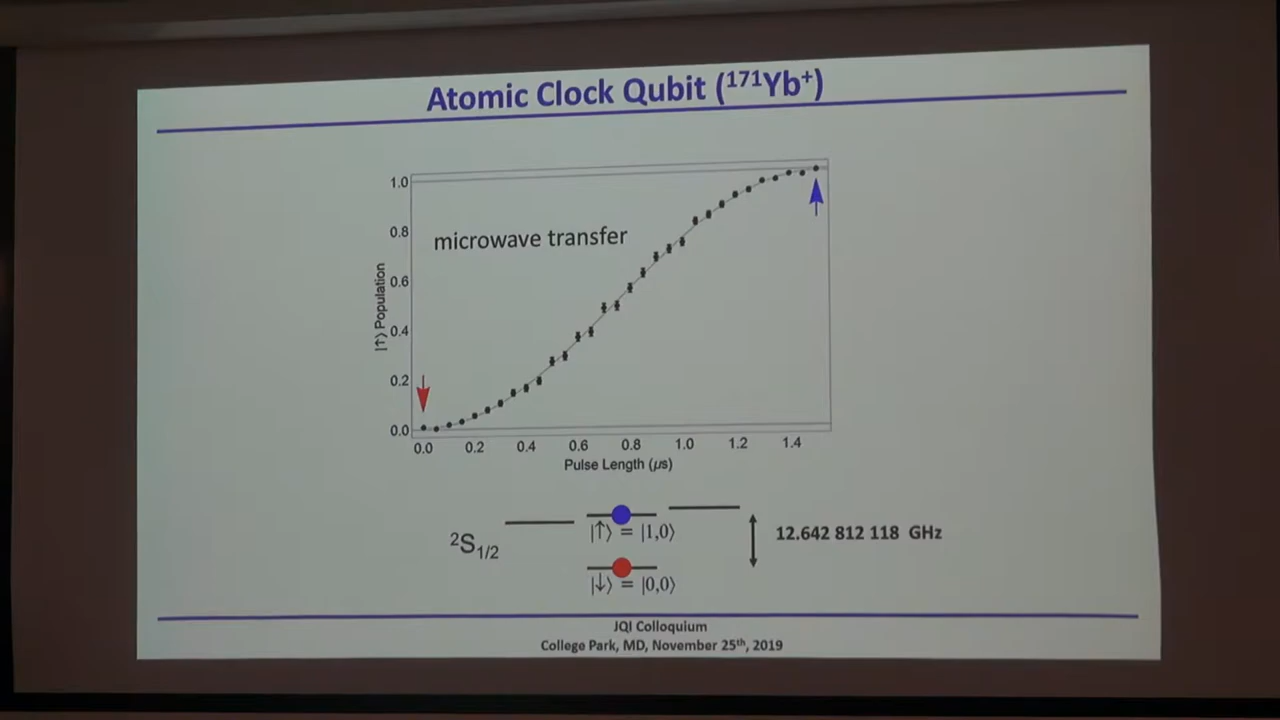 Atomic Clock Qubit (¹⁷¹Yb⁺)
1.0
0.8
0.6
0.4
0.2
0.0
|↑⟩ Population
microwave transfer
0.0 0.2 0.4 0.6 0.8 1.0 1.2 1.4
Pulse Length (µs)
²S₁/₂
|↑⟩ = |1,0⟩
12.642 812 118 GHz
|↓⟩ = |0,0⟩
JQI Colloquium
College Park, MD, November 25ᵗʰ, 2019